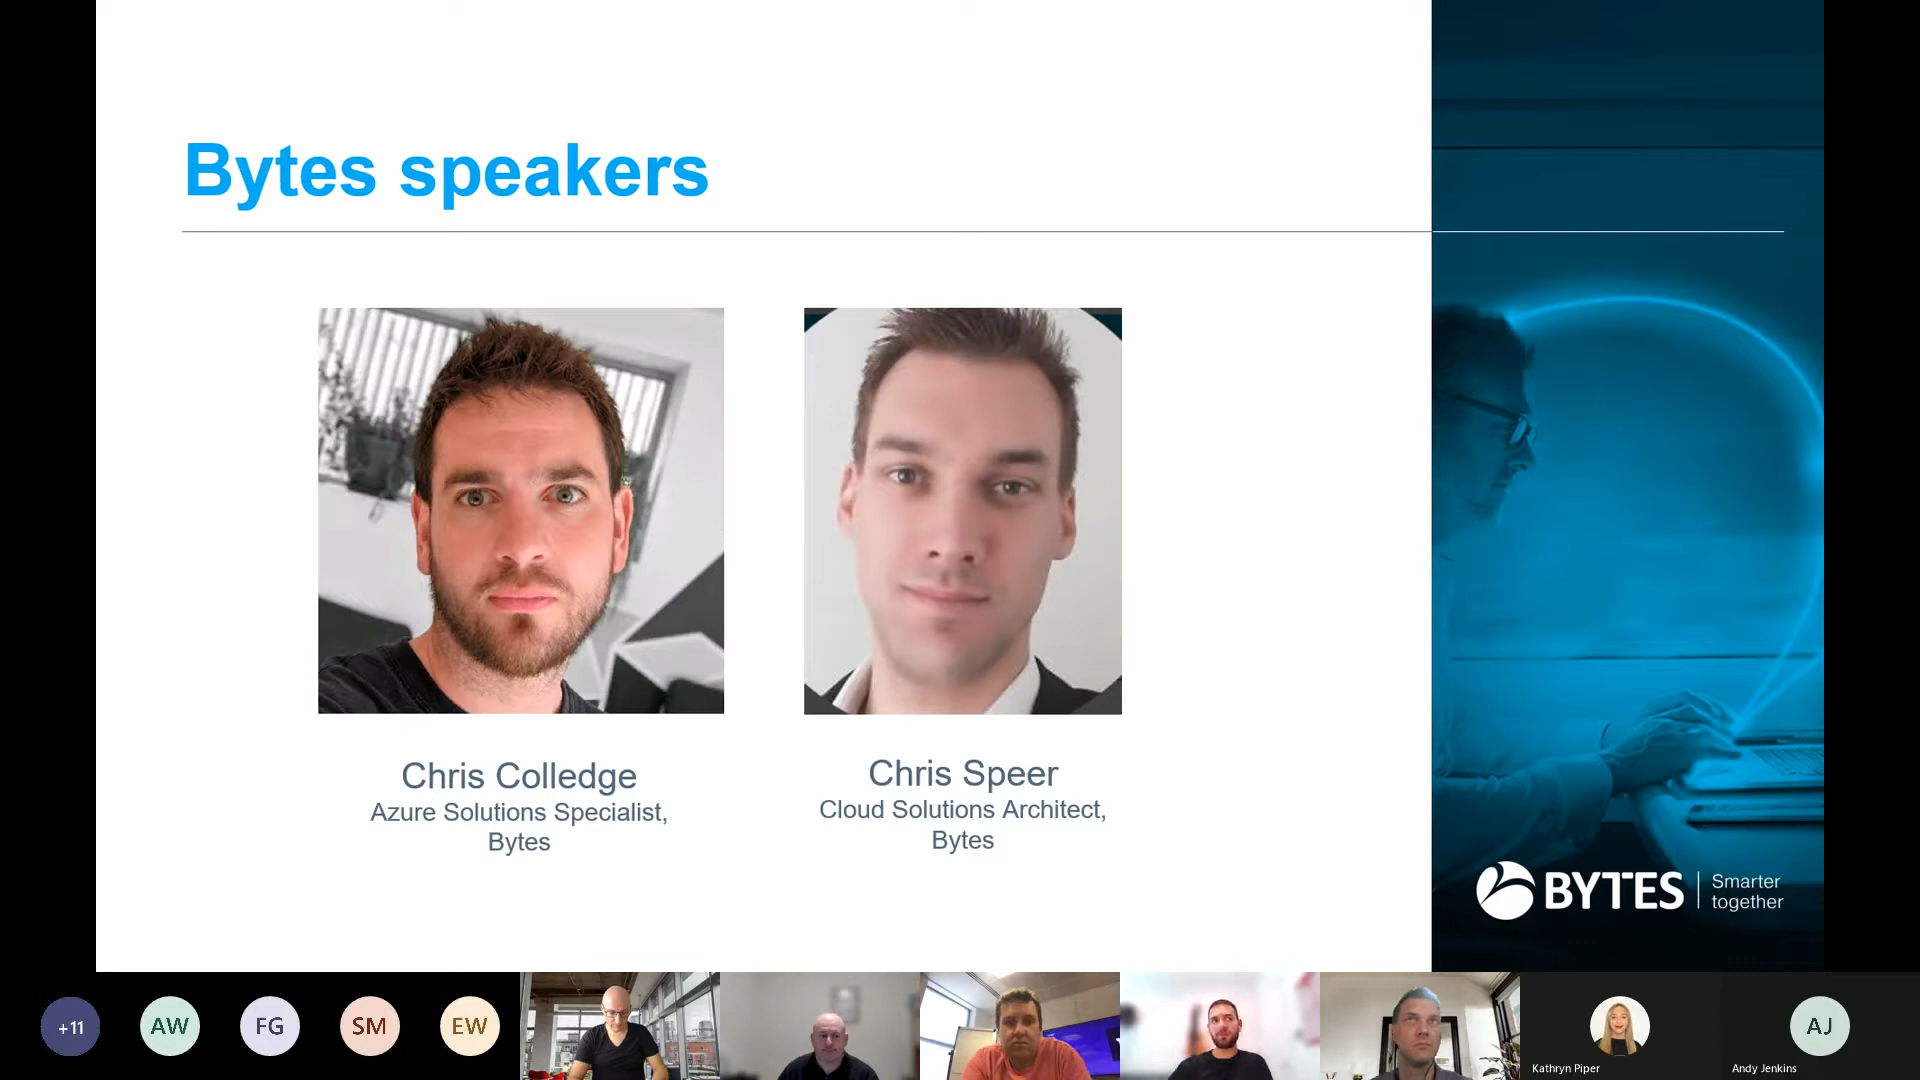 Bytes speakers
Chris Colledge
Azure Solutions Specialist,
Bytes
Chris Speer
Cloud Solutions Architect,
Bytes
BYTES
Smarter
together
+11
AW
FG
SM
EW
Kathryn Piper
AJ
Andy Jenkins